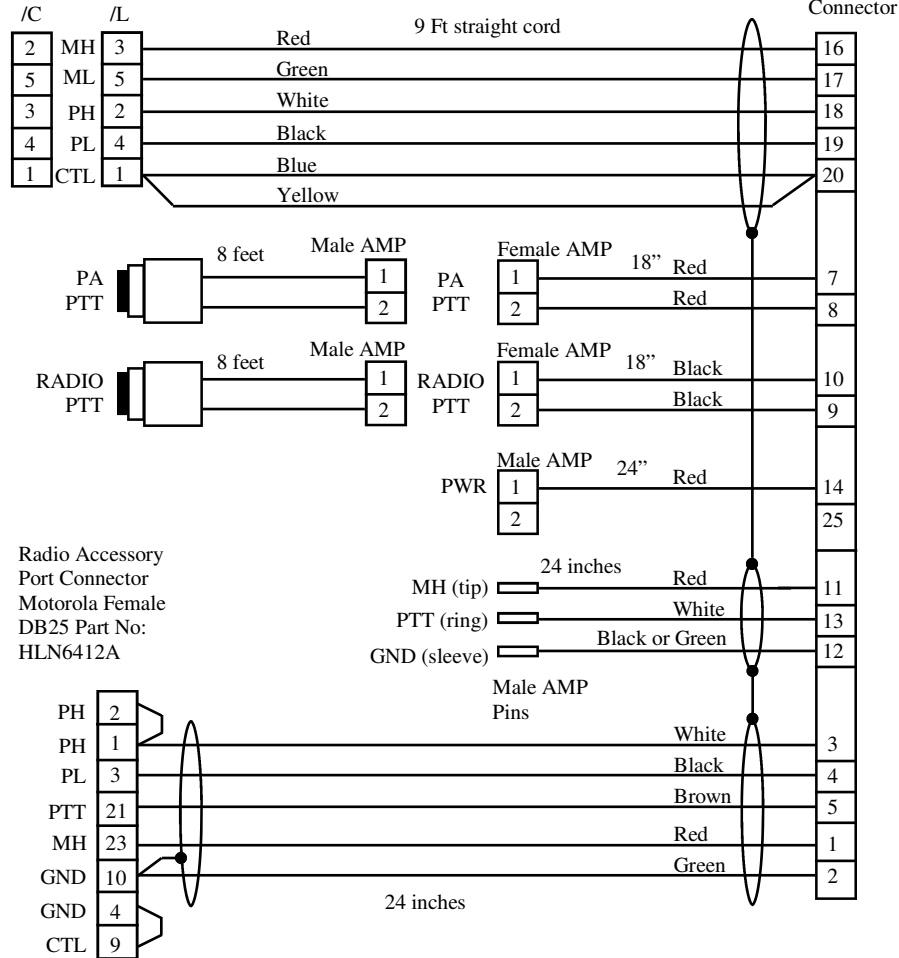 /C /L 9 Ft straight cord Connector
2 MH 3 Red 16
5 ML 5 Green 17
3 PH 2 White 18
4 PL 4 Black 19
1 CTL 1 Blue 20
Yellow
8 feet Male AMP Female AMP 18” Red
PA 1 PA 1 7
PTT 2 PTT 2 Red 8
8 feet Male AMP Female AMP 18” Black
RADIO 1 RADIO 1 10
PTT 2 PTT 2 Black 9
Male AMP 24” Red
PWR 1 14
2 25
Radio Accessory
Port Connector
Motorola Female
DB25 Part No:
HLN6412A
24 inches
MH (tip) Red 11
PTT (ring) White 13
GND (sleeve) Black or Green 12
Male AMP
Pins
PH 2
PH 1 White 3
PL 3 Black 4
PTT 21 Brown 5
MH 23 Red 1
GND 10 Green 2
GND 4 24 inches
CTL 9